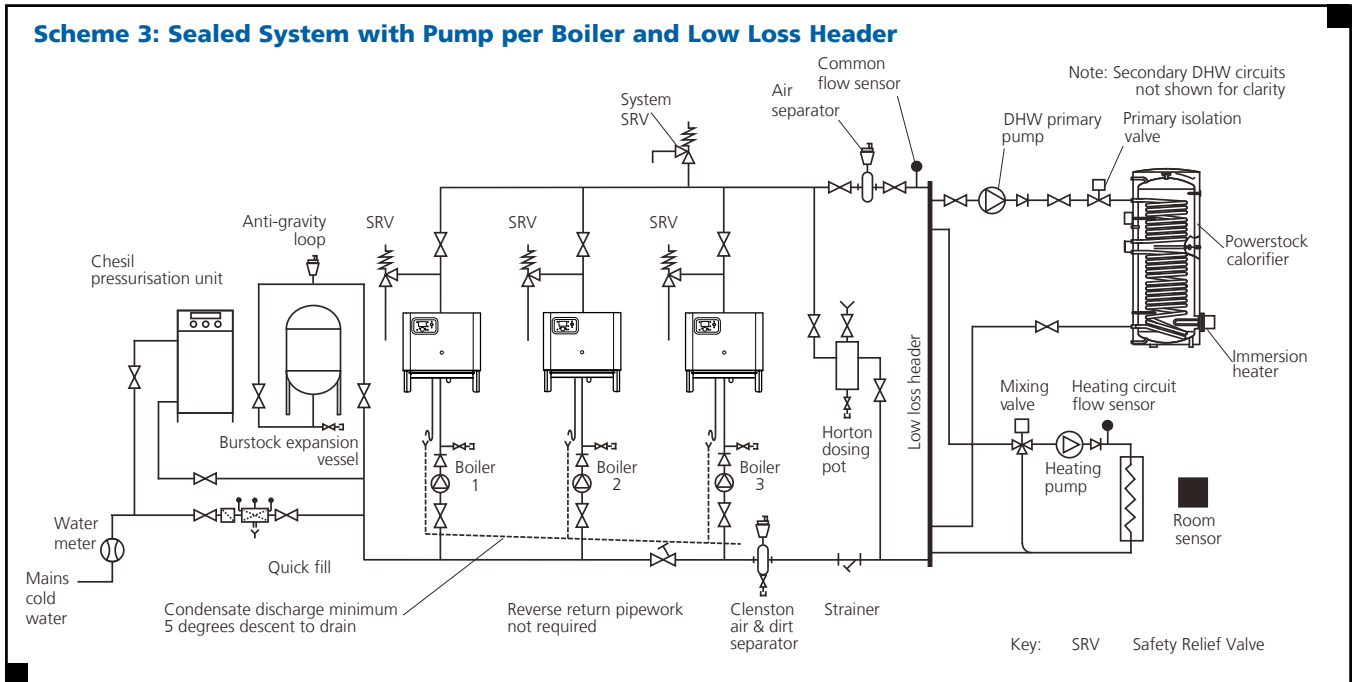 Scheme 3: Sealed System with Pump per Boiler and Low Loss Header
Common
flow sensor
Note: Secondary DHW circuits
not shown for clarity
Air
separator
System
SRV
DHW primary
pump
Primary isolation
valve
Anti-gravity
loop
SRV
SRV
SRV
Chesil
pressurisation unit
Powerstock
calorifier
Immersion
heater
Low loss header
Mixing
valve
Heating circuit
flow sensor
Burstock expansion
vessel
Horton
dosing
pot
Boiler
1
Boiler
2
Boiler
3
Heating
pump
Room
sensor
Water
meter
Quick fill
Mains
cold
water
Condensate discharge minimum
5 degrees descent to drain
Reverse return pipework
not required
Clenston
air & dirt
separator
Strainer
Key: SRV Safety Relief Valve